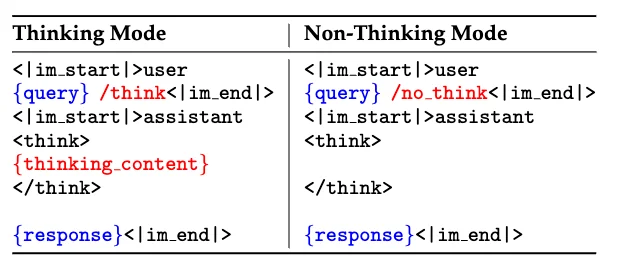 Thinking Mode
<|im_start|>user
{query} /think<|im_end|>
<|im_start|>assistant
<think>
{thinking_content}
</think>
{response}<|im_end|>
Non-Thinking Mode
<|im_start|>user
{query} /no_think<|im_end|>
<|im_start|>assistant
<think>
</think>
{response}<|im_end|>